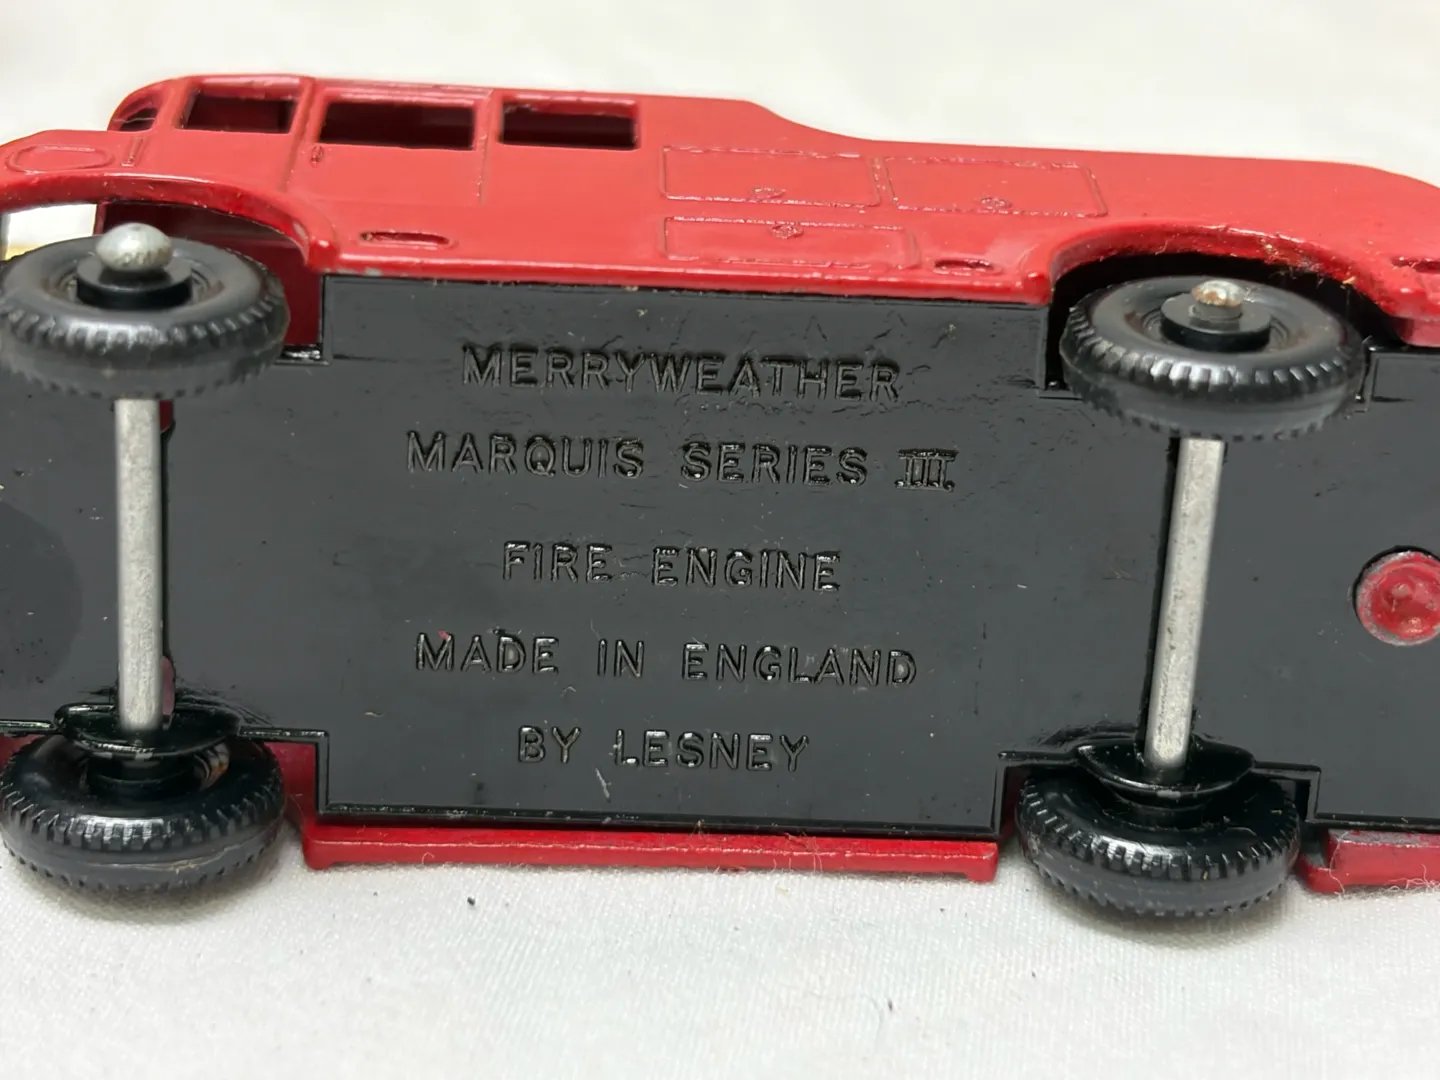 MERRYWEATHER
MARQUIS SERIES III
FIRE ENGINE
MADE IN ENGLAND
BY LESNEY